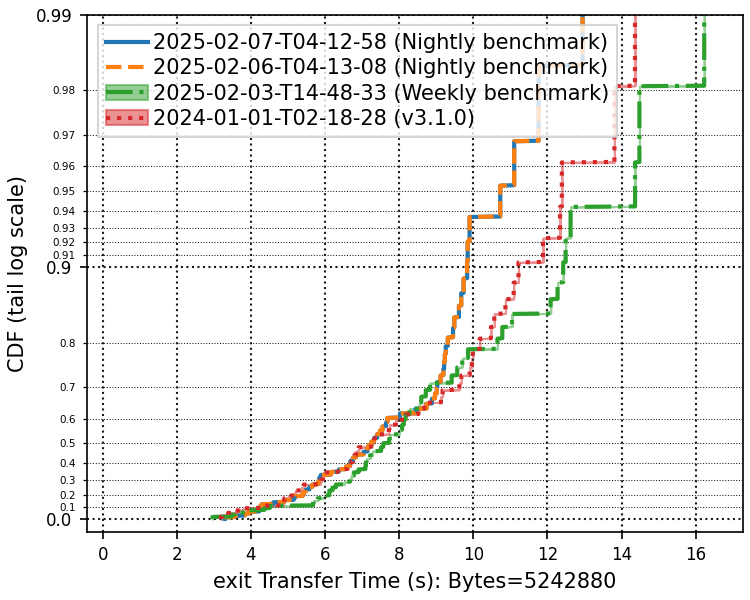 0.99
2025-02-07-T04-12-58 (Nightly benchmark)
2025-02-06-T04-13-08 (Nightly benchmark)
2025-02-03-T14-48-33 (Weekly benchmark)
2024-01-01-T02-18-28 (v3.1.0)
0.98
0.97
0.96
0.95
0.94
0.93
0.92
0.91
0.9
0.8
0.7
0.6
0.5
0.4
0.3
0.2
0.1
0.0
CDF (tail log scale)
0 2 4 6 8 10 12 14 16
exit Transfer Time (s): Bytes=5242880